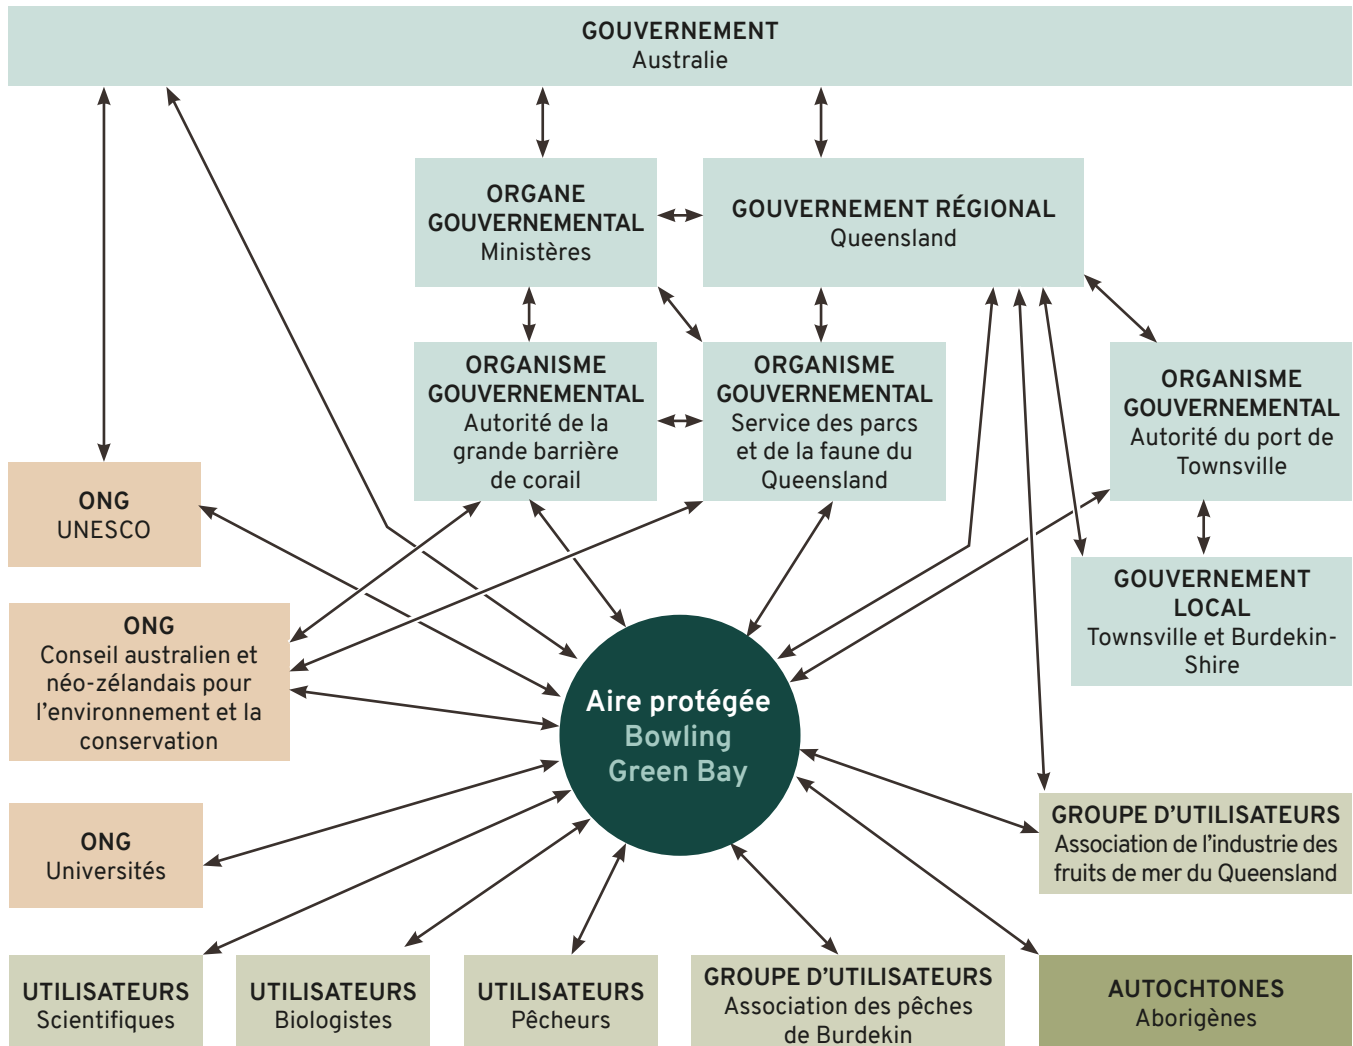 GOUVERNEMENT
Australie
ORGANE
GOUVERNEMENTAL
Ministères
GOUVERNEMENT RÉGIONAL
Queensland
ORGANISME
GOUVERNEMENTAL
Autorité de la
grande barrière
de corail
ORGANISME
GOUVERNEMENTAL
Service des parcs
et de la faune du
Queensland
ORGANISME
GOUVERNEMENTAL
Autorité du port de
Townsville
ONG
UNESCO
GOUVERNEMENT
LOCAL
Townsville et Burdekin-
Shire
ONG
Conseil australien et
néo-zélandais pour
l'environnement et la
conservation
Aire protégée
Bowling
Green Bay
ONG
Universités
GROUPE D'UTILISATEURS
Association de l'industrie des
fruits de mer du Queensland
UTILISATEURS
Scientifiques
UTILISATEURS
Biologistes
UTILISATEURS
Pêcheurs
GROUPE D'UTILISATEURS
Association des pêches
de Burdekin
AUTOCHTONES
Aborigènes